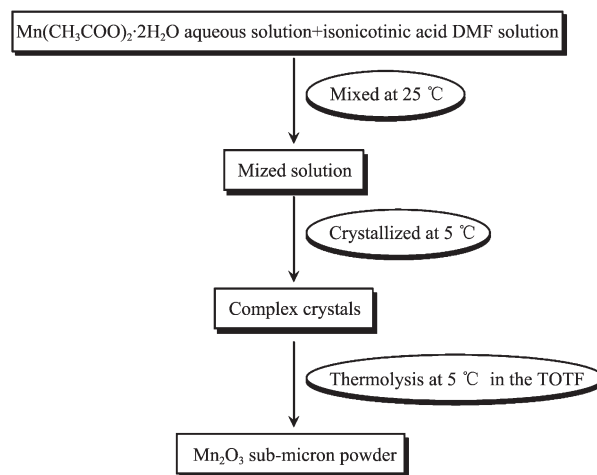 Mn(CH₃COO)₂·2H₂O aqueous solution+isonicotinic acid DMF solution
Mixed at 25 ℃
Mized solution
Crystallized at 5 ℃
Complex crystals
Thermolysis at 5 ℃ in the TOTF
Mn₂O₃ sub-micron powder